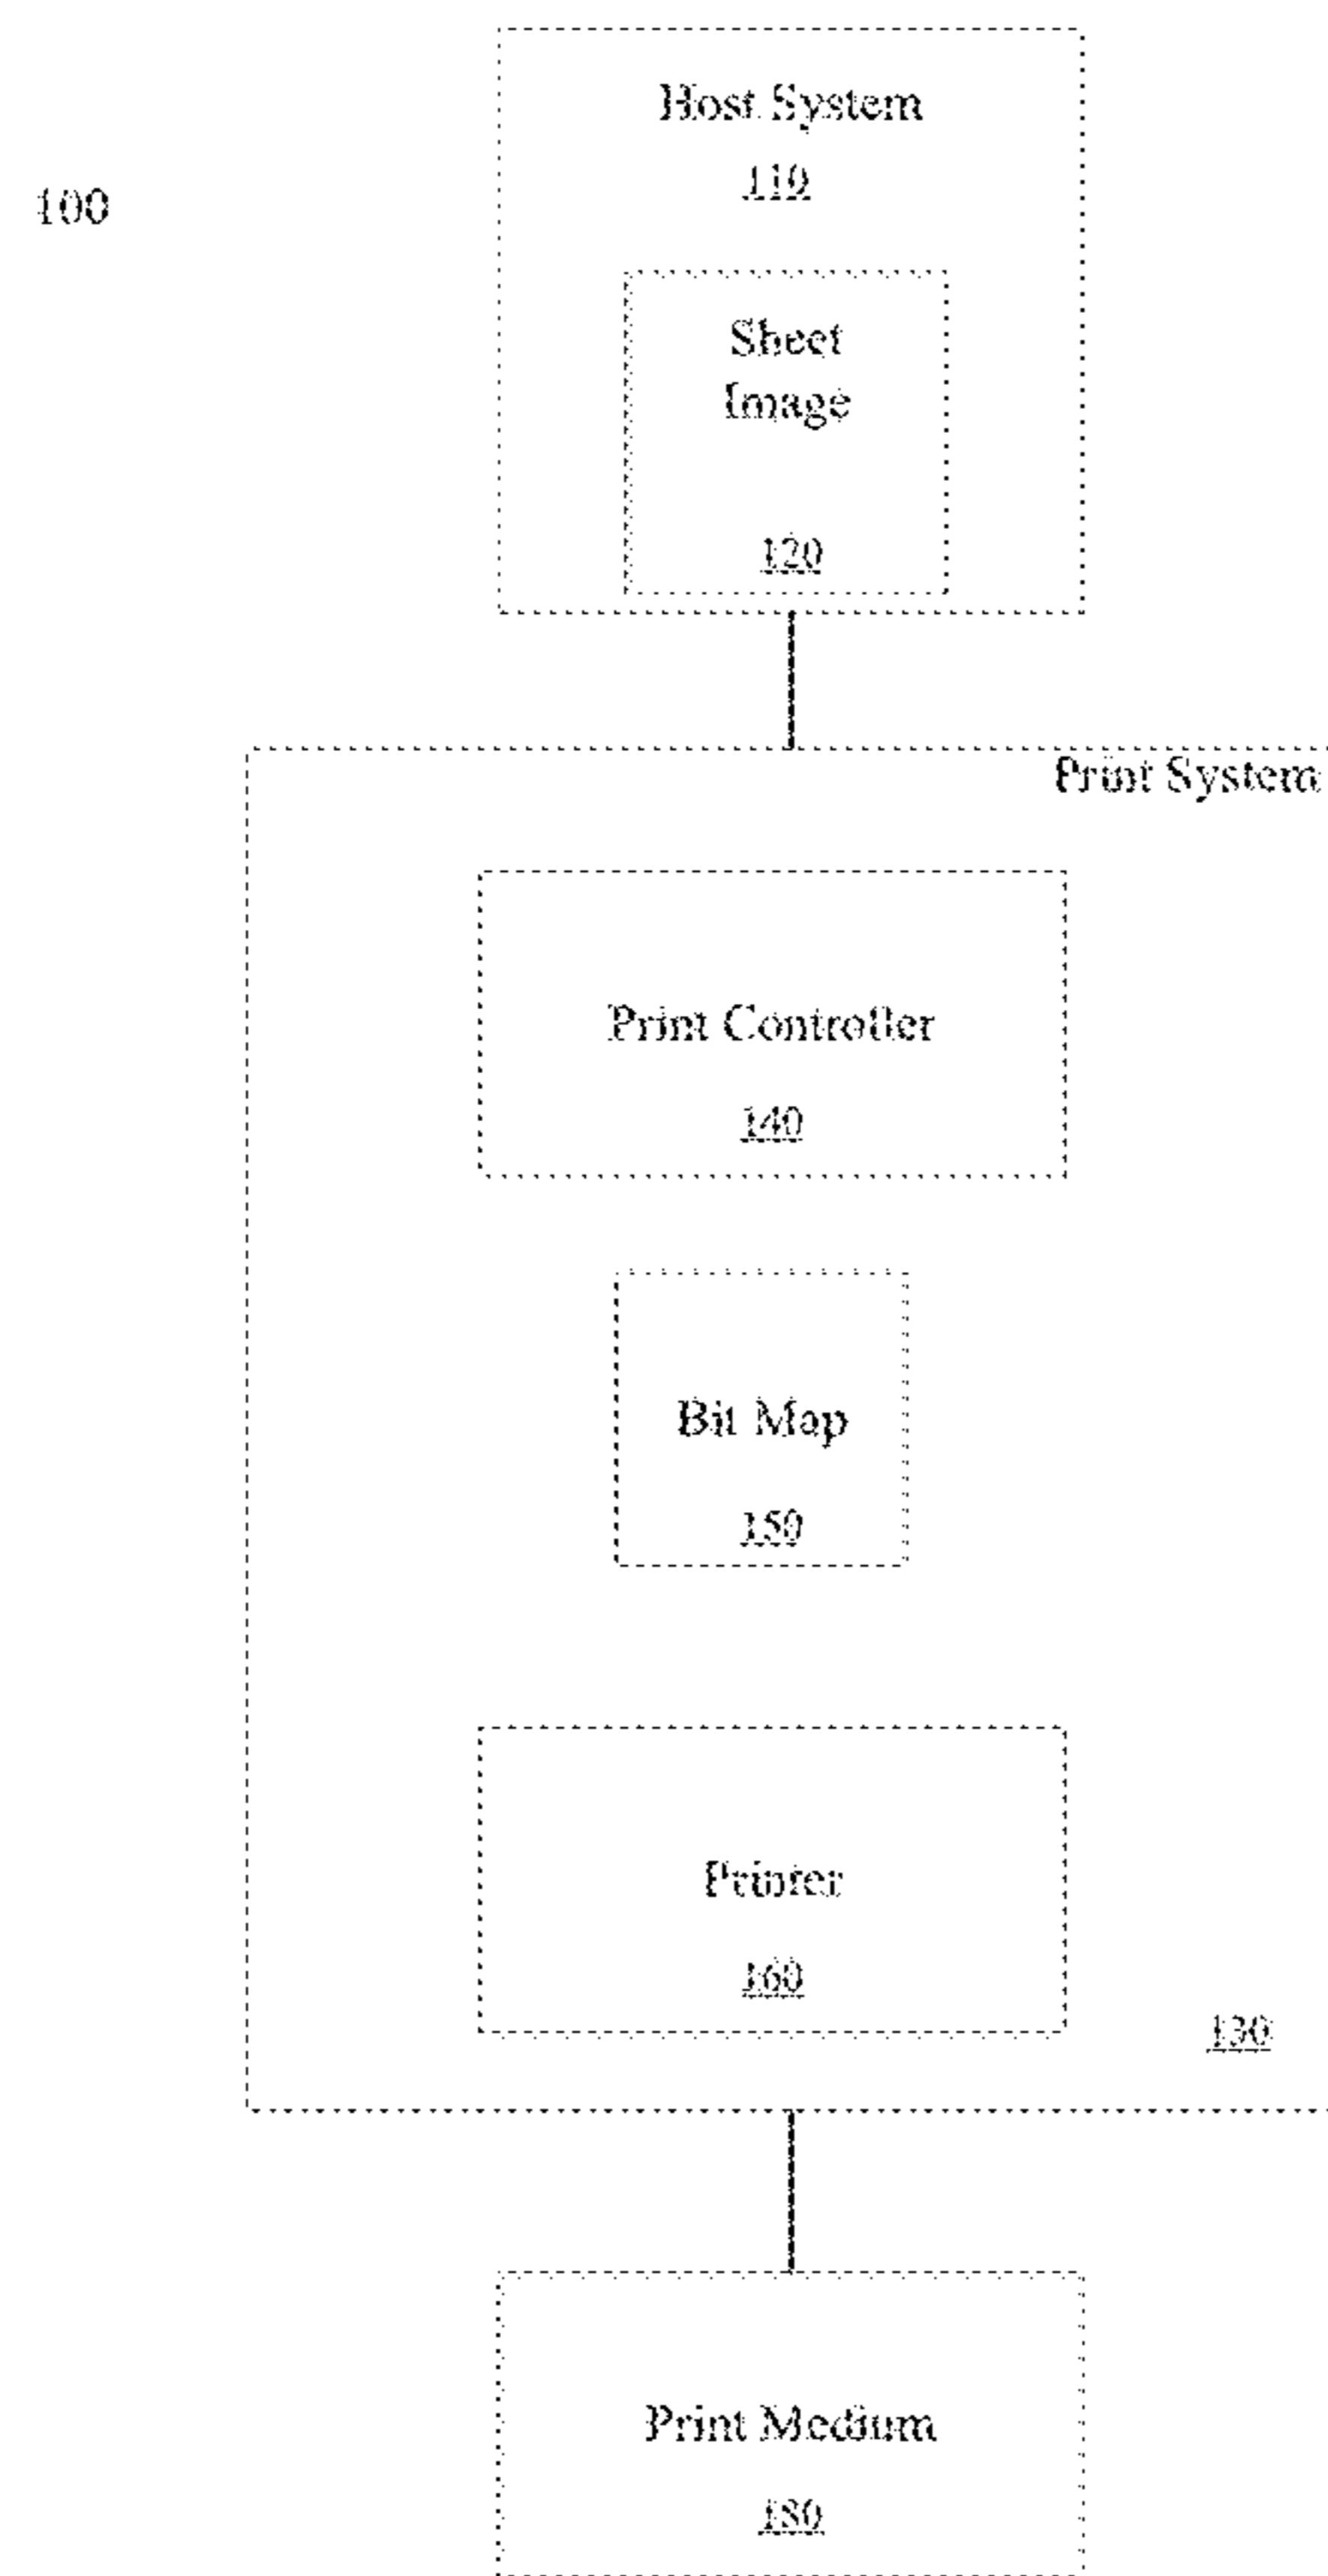 Host System
110
100
Sheet
Image
120
Print System
Print Controller
140
Bit Map
150
Printer
160
130
Print Medium
180